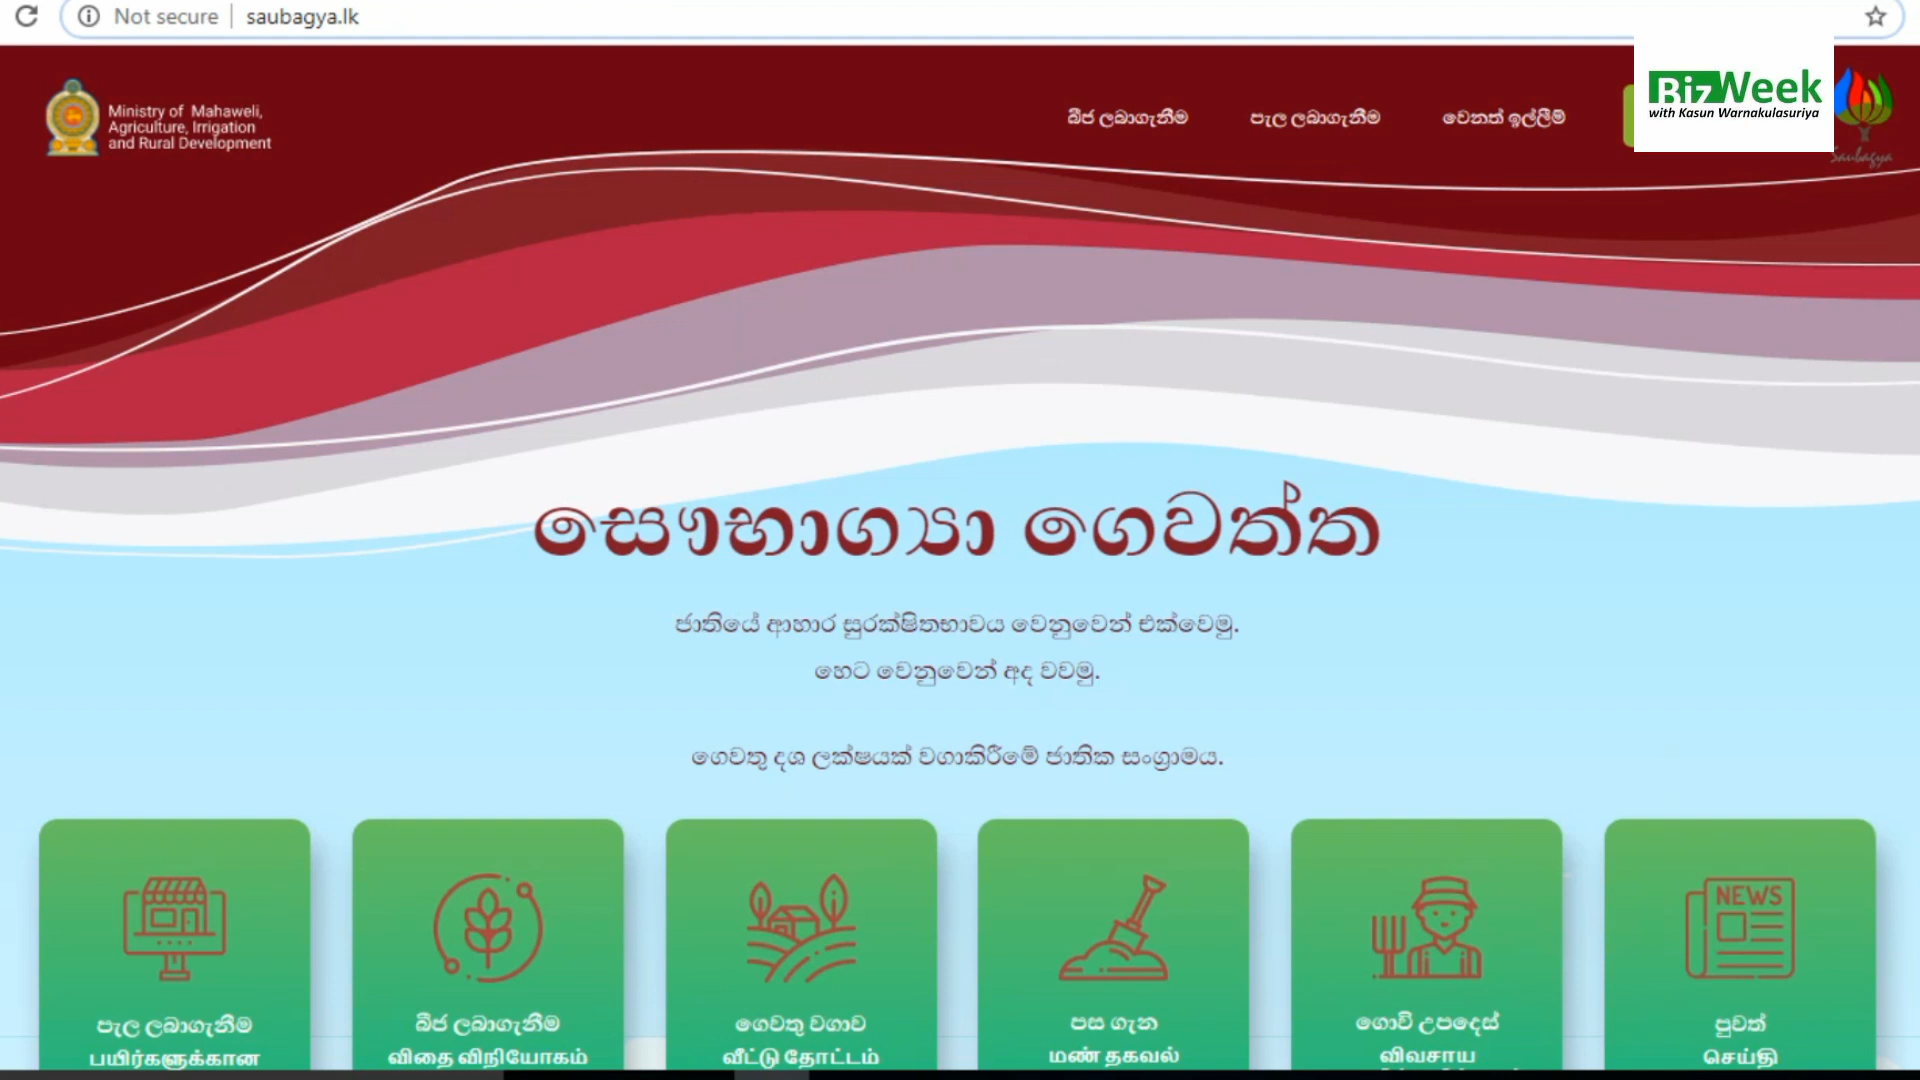 Not secure
saubagya.lk
Ministry of Mahaweli,
Agriculture, Irrigation
and Rural Development
බීජ ලබාගැනීම
පැල ලබාගැනීම
වෙනත් ඉල්ලීම්
BizWeek
with Kasun Warnakulasuriya
Saubagya
සෞභාග්‍යා ගෙවත්ත
ජාතියේ ආහාර සුරක්ෂිතභාවය වෙනුවෙන් එක්වෙමු.
හෙට වෙනුවෙන් අද වවමු.
ගෙවතු දශ ලක්ෂයක් වගාකිරීමේ ජාතික සංග්‍රාමය.
පැල ලබාගැනීම
பயிர்களுக்கான
බීජ ලබාගැනීම
விதை விநியோகம்
ගෙවතු වගාව
வீட்டு தோட்டம்
පස ගැන
மண் தகவல்
ගොවි උපදෙස්
விவசாய
NEWS
පුවත්
செய்தி